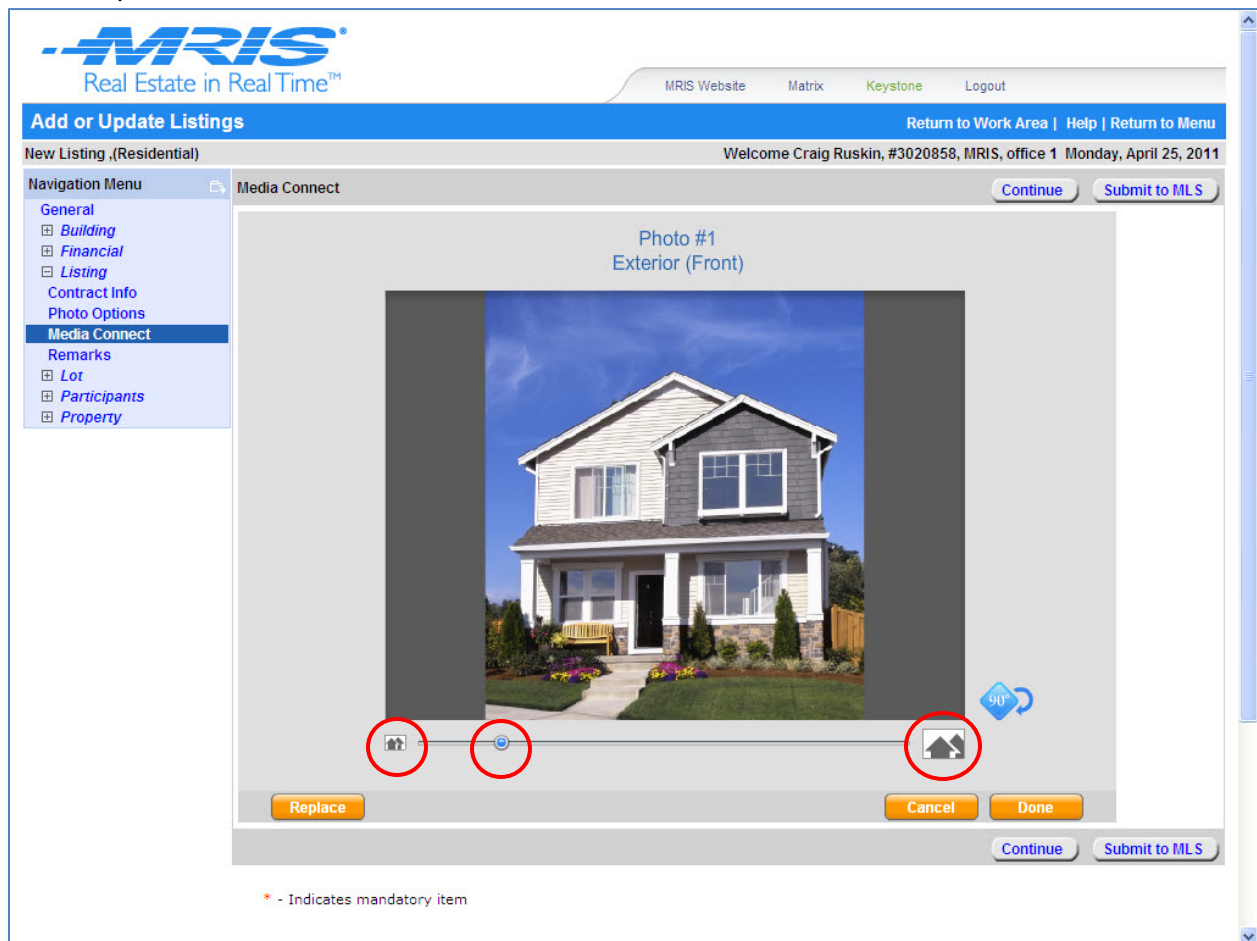 MRIS®
Real Estate in Real Time™
MRIS Website Matrix Keystone Logout
Add or Update Listings Return to Work Area | Help | Return to Menu
New Listing ,(Residential) Welcome Craig Ruskin, #3020858, MRIS, office 1 Monday, April 25, 2011
Navigation Menu
General
Building
Financial
Listing
Contract Info
Photo Options
Media Connect
Remarks
Lot
Participants
Property
Media Connect Continue Submit to MLS
Photo #1
Exterior (Front)
90°
Replace Cancel Done
Continue Submit to MLS
* - Indicates mandatory item